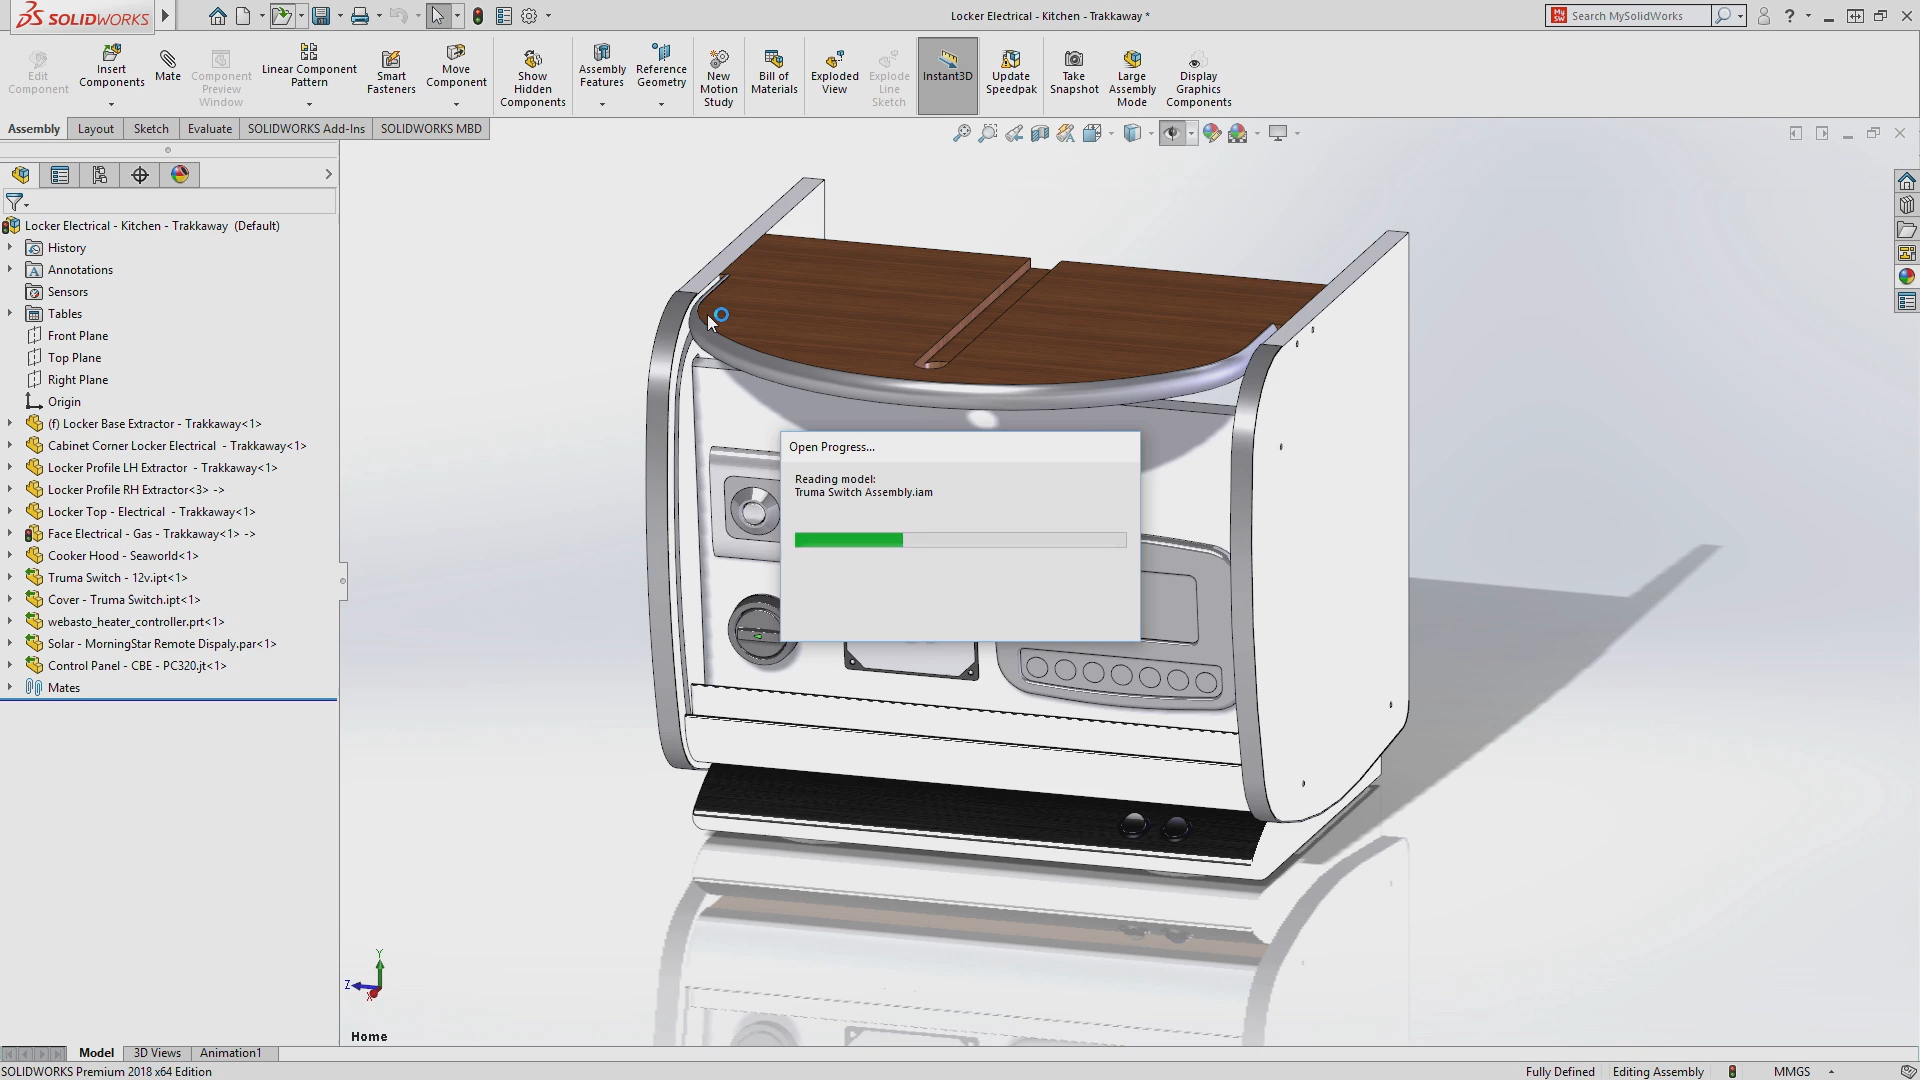 SOLIDWORKS
Locker Electrical - Kitchen - Trakkaway *
Search MySolidWorks
Edit Component
Insert Components
Mate
Component Preview Window
Linear Component Pattern
Smart Fasteners
Move Component
Show Hidden Components
Assembly Features
Reference Geometry
New Motion Study
Bill of Materials
Exploded View
Explode Line Sketch
Instant3D
Update Speedpak
Take Snapshot
Large Assembly Mode
Display Graphics Components
Assembly
Layout
Sketch
Evaluate
SOLIDWORKS Add-Ins
SOLIDWORKS MBD
Locker Electrical - Kitchen - Trakkaway (Default)
History
Annotations
Sensors
Tables
Front Plane
Top Plane
Right Plane
Origin
(f) Locker Base Extractor - Trakkaway<1>
Cabinet Corner Locker Electrical - Trakkaway<1>
Locker Profile LH Extractor - Trakkaway<1>
Locker Profile RH Extractor<3> ->
Locker Top - Electrical - Trakkaway<1>
Face Electrical - Gas - Trakkaway<1> ->
Cooker Hood - Seaworld<1>
Truma Switch - 12v.ipt<1>
Cover - Truma Switch.ipt<1>
webasto_heater_controller.prt<1>
Solar - MorningStar Remote Dispaly.par<1>
Control Panel - CBE - PC320.jt<1>
Mates
Open Progress...
Reading model:
Truma Switch Assembly.iam
Y
Z
X
Home
Model
3D Views
Animation1
SOLIDWORKS Premium 2018 x64 Edition
Fully Defined
Editing Assembly
MMGS